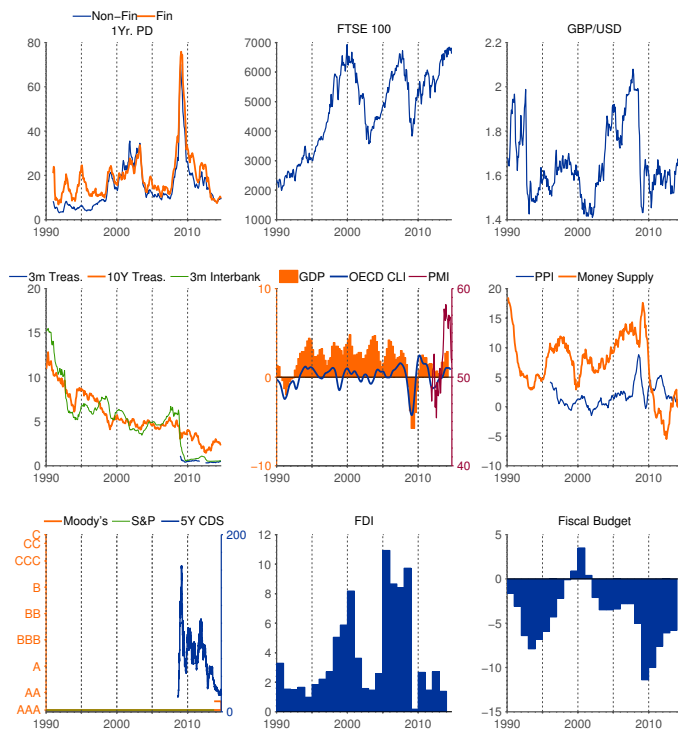 Non-Fin Fin
1Yr. PD
80
60
40
20
0
1990 2000 2010
FTSE 100
7000
6000
5000
4000
3000
2000
1000
1990 2000 2010
GBP/USD
2.2
2
1.8
1.6
1.4
1990 2000 2010
3m Treas. 10Y Treas. 3m Interbank
20
15
10
5
0
1990 2000 2010
GDP OECD CLI PMI
10 60
0 50
−10 40
1990 2000 2010
PPI Money Supply
20
15
10
5
0
−5
−10
1990 2000 2010
Moody's S&P 5Y CDS
C 200
CC
CCC
B
BB
BBB
A
AA
AAA 0
1990 2000 2010
FDI
12
10
8
6
4
2
0
1990 2000 2010
Fiscal Budget
5
0
−5
−10
−15
1990 2000 2010